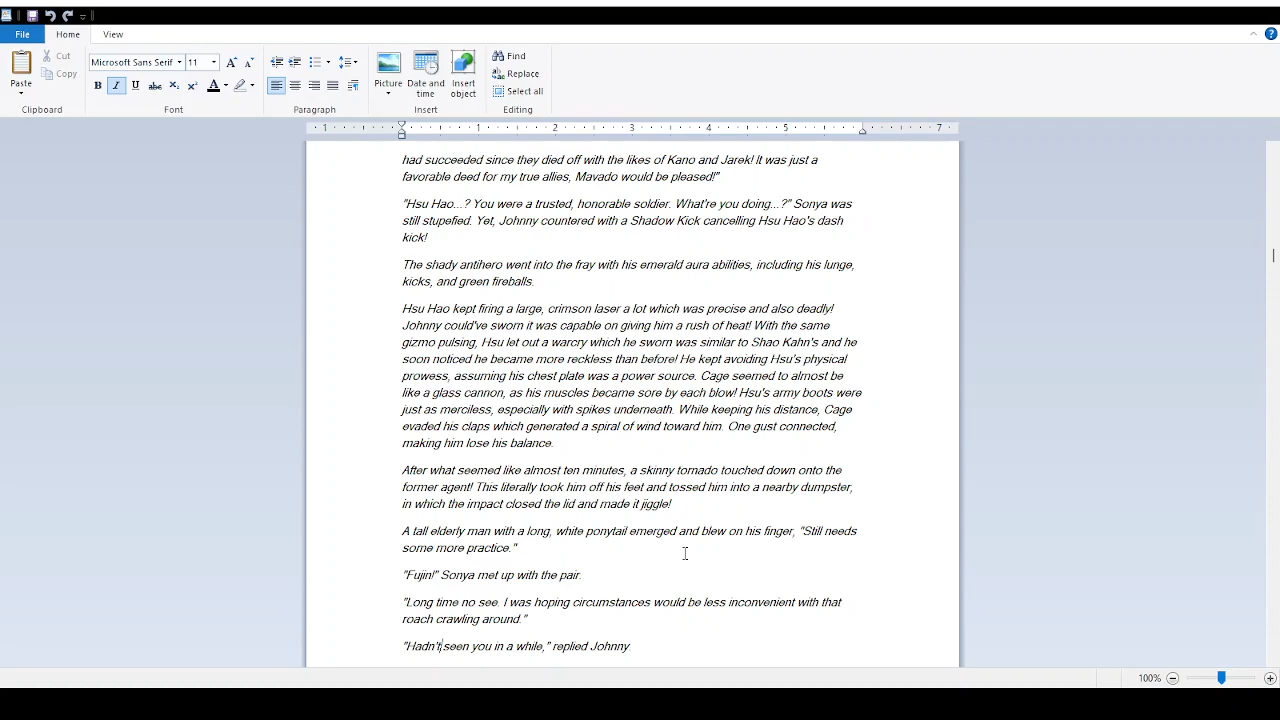 File Home View
Paste
Cut
Copy
Clipboard
Microsoft Sans Serif 11
Font
Paragraph
Picture
Date and time
Insert object
Insert
Find
Replace
Select all
Editing
1 1 2 3 4 5 7
had succeeded since they died off with the likes of Kano and Jarek! It was just a
favorable deed for my true allies, Mavado would be pleased!"
"Hsu Hao...? You were a trusted, honorable soldier. What're you doing...?" Sonya was
still stupefied. Yet, Johnny countered with a Shadow Kick cancelling Hsu Hao's dash
kick!
The shady antihero went into the fray with his emerald aura abilities, including his lunge,
kicks, and green fireballs.
Hsu Hao kept firing a large, crimson laser a lot which was precise and also deadly!
Johnny could've sworn it was capable on giving him a rush of heat! With the same
gizmo pulsing, Hsu let out a warcry which he sworn was similar to Shao Kahn's and he
soon noticed he became more reckless than before! He kept avoiding Hsu's physical
prowess, assuming his chest plate was a power source. Cage seemed to almost be
like a glass cannon, as his muscles became sore by each blow! Hsu's army boots were
just as merciless, especially with spikes underneath. While keeping his distance, Cage
evaded his claps which generated a spiral of wind toward him. One gust connected,
making him lose his balance.
After what seemed like almost ten minutes, a skinny tornado touched down onto the
former agent! This literally took him off his feet and tossed him into a nearby dumpster,
in which the impact closed the lid and made it jiggle!
A tall elderly man with a long, white ponytail emerged and blew on his finger, "Still needs
some more practice."
"Fujin!" Sonya met up with the pair.
"Long time no see. I was hoping circumstances would be less inconvenient with that
roach crawling around."
"Hadn't seen you in a while," replied Johnny.
100%